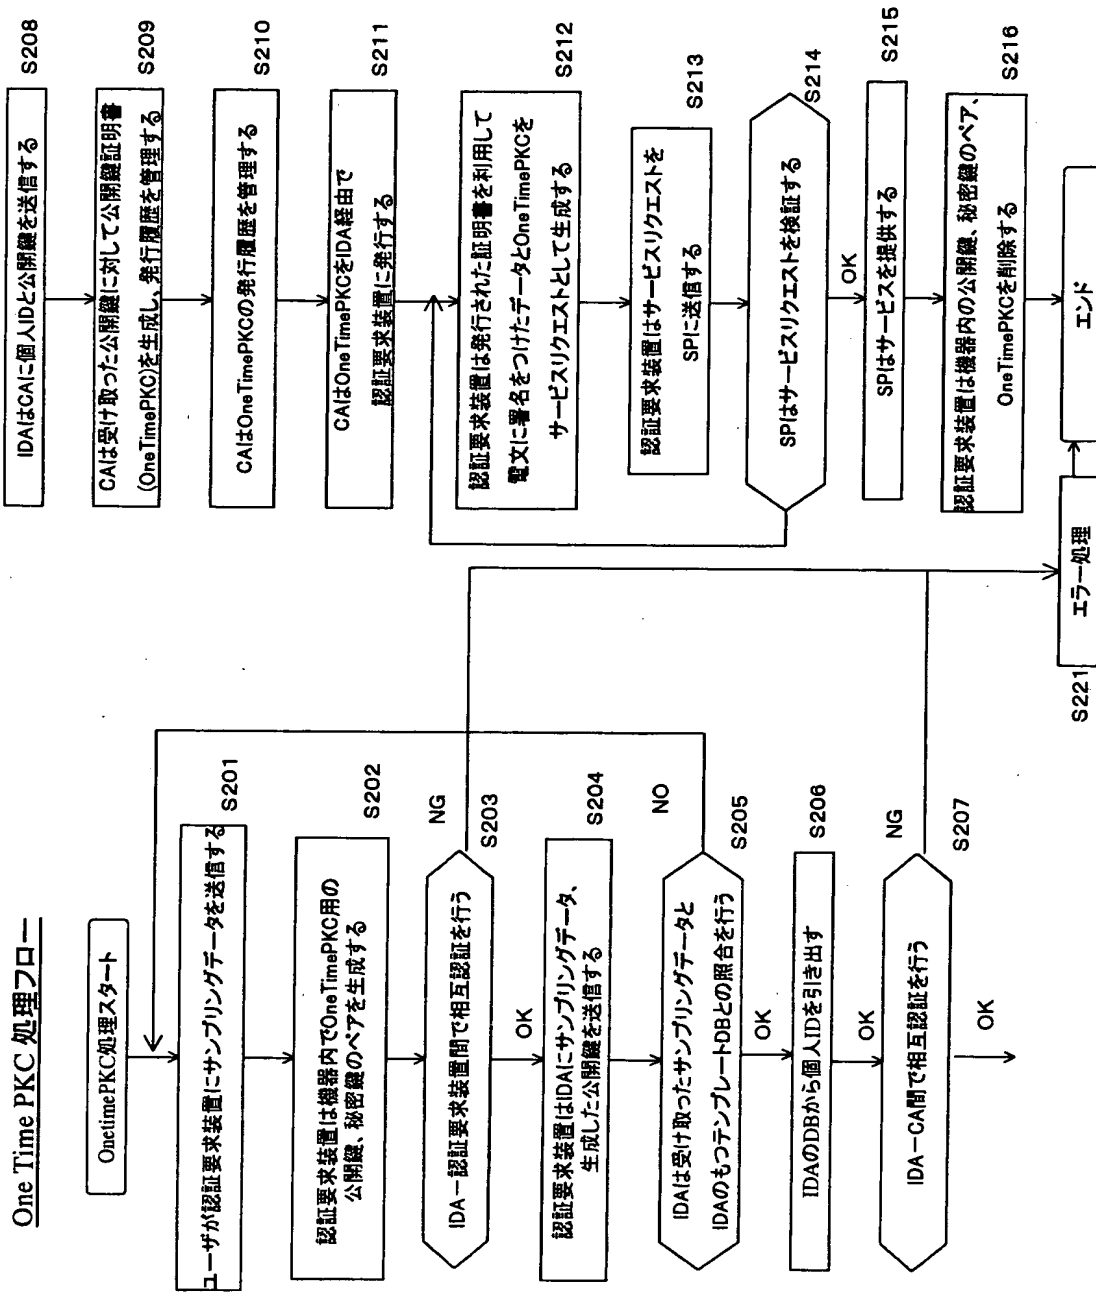 One Time PKC 処理フロー
OnetimePKC処理スタート
ユーザが認証要求装置にサンプリングデータを送信する
S201
認証要求装置は機器内でOneTimePKC用の
公開鍵、秘密鍵のペアを生成する
S202
IDAー認証要求装置間で相互認証を行う
NG
S203
OK
認証要求装置はIDAにサンプリングデータ、
生成した公開鍵を送信する
S204
IDAは受け取ったサンプリングデータと
IDAのもつテンプレートDBとの照合を行う
NO
S205
OK
IDAのDBから個人IDを引き出す
S206
OK
IDAーCA間で相互認証を行う
NG
S207
OK
IDAはCAに個人IDと公開鍵を送信する
S208
CAは受け取った公開鍵に対して公開鍵証明書
(OneTimePKC)を生成し、発行履歴を管理する
S209
CAはOneTimePKCの発行履歴を管理する
S210
CAはOneTimePKCをIDA経由で
認証要求装置に発行する
S211
認証要求装置は発行された証明書を利用して
電文に署名をつけたデータとOneTimePKCを
サービスリクエストとして生成する
S212
認証要求装置はサービスリクエストを
SPに送信する
S213
SPはサービスリクエストを検証する
S214
OK
SPはサービスを提供する
S215
認証要求装置は機器内の公開鍵、秘密鍵のペア、
OneTimePKCを削除する
S216
エラー処理
S221
エンド